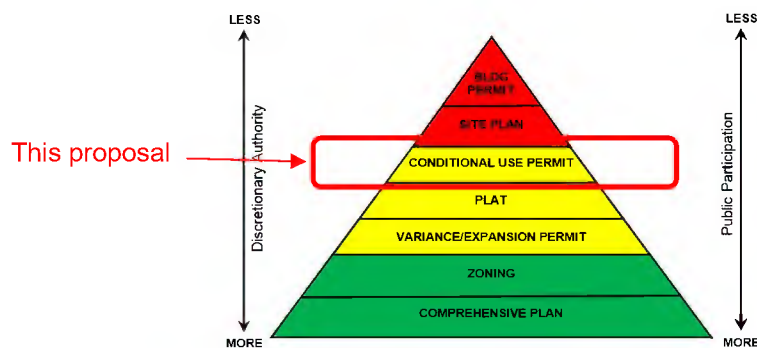 LESS
LESS
BLDG
PERMIT
SITE PLAN
This proposal
CONDITIONAL USE PERMIT
Discretionary Authority
Public Participation
PLAT
VARIANCE/EXPANSION PERMIT
ZONING
COMPREHENSIVE PLAN
MORE
MORE